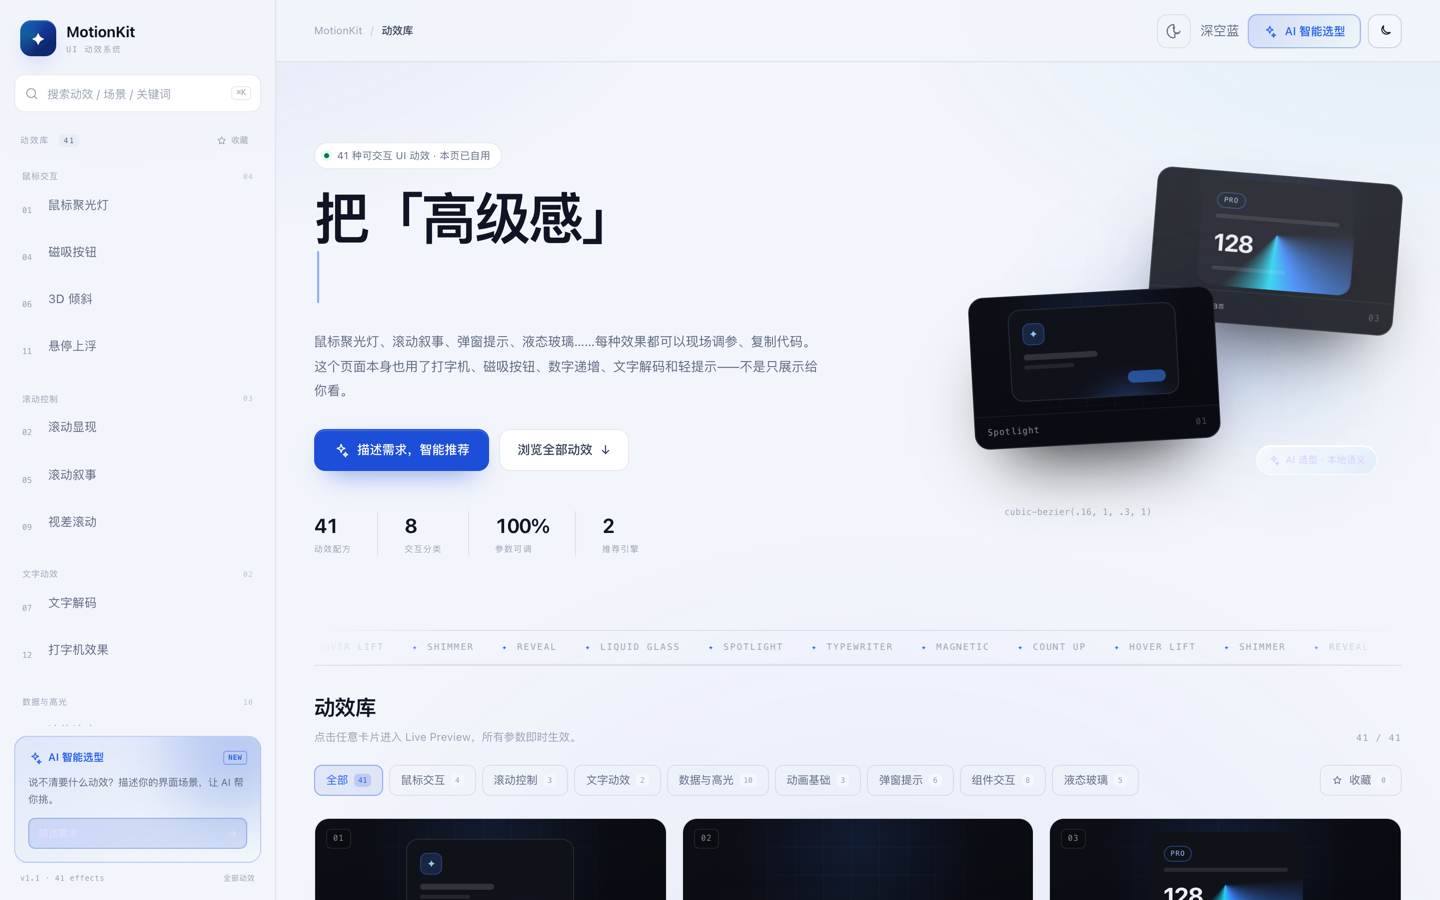 MotionKit
UI 动效系统
搜索动效 / 场景 / 关键词
⌘K
动效库 41
收藏
鼠标交互 04
01 鼠标聚光灯
04 磁吸按钮
06 3D 倾斜
11 悬停上浮
滚动控制 03
02 滚动显现
05 滚动叙事
09 视差滚动
文字动效 02
07 文字解码
12 打字机效果
数据与高光 10
AI 智能选型 NEW
说不清要什么动效？描述你的界面场景，让 AI 帮
你挑。
描述需求 →
v1.1 · 41 effects
全部动效
MotionKit / 动效库
深空蓝
AI 智能选型
41 种可交互 UI 动效 · 本页已自用
把「高级感」
鼠标聚光灯、滚动叙事、弹窗提示、液态玻璃……每种效果都可以现场调参、复制代码。
这个页面本身也用了打字机、磁吸按钮、数字递增、文字解码和轻提示——不是只展示给
你看。
描述需求，智能推荐
浏览全部动效 ↓
41
动效配方
8
交互分类
100%
参数可调
2
推荐引擎
PRO
128
03
Spotlight
01
AI 选型 · 本地语义
cubic-bezier(.16, 1, .3, 1)
OVER LIFT ✦ SHIMMER ✦ REVEAL ✦ LIQUID GLASS ✦ SPOTLIGHT ✦ TYPEWRITER ✦ MAGNETIC ✦ COUNT UP ✦ HOVER LIFT ✦ SHIMMER ✦ REVEAL
动效库
点击任意卡片进入 Live Preview，所有参数即时生效。
41 / 41
全部 41
鼠标交互 4
滚动控制 3
文字动效 2
数据与高光 10
动画基础 3
弹窗提示 6
组件交互 8
液态玻璃 5
收藏 0
01
02
03
PRO
128